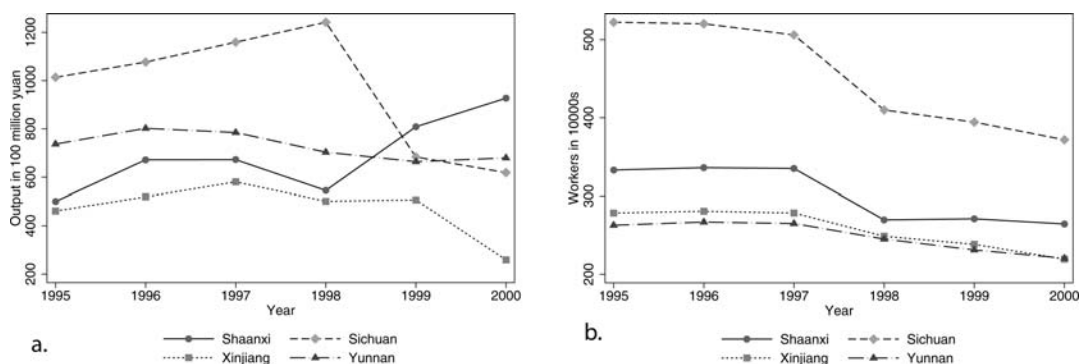 Output in 100 million yuan
1200
1000
800
600
400
200
1995 1996 1997 1998 1999 2000
Year
a.
Shaanxi Sichuan
Xinjiang Yunnan
Workers in 10000s
500
400
300
200
1995 1996 1997 1998 1999 2000
Year
b.
Shaanxi Sichuan
Xinjiang Yunnan